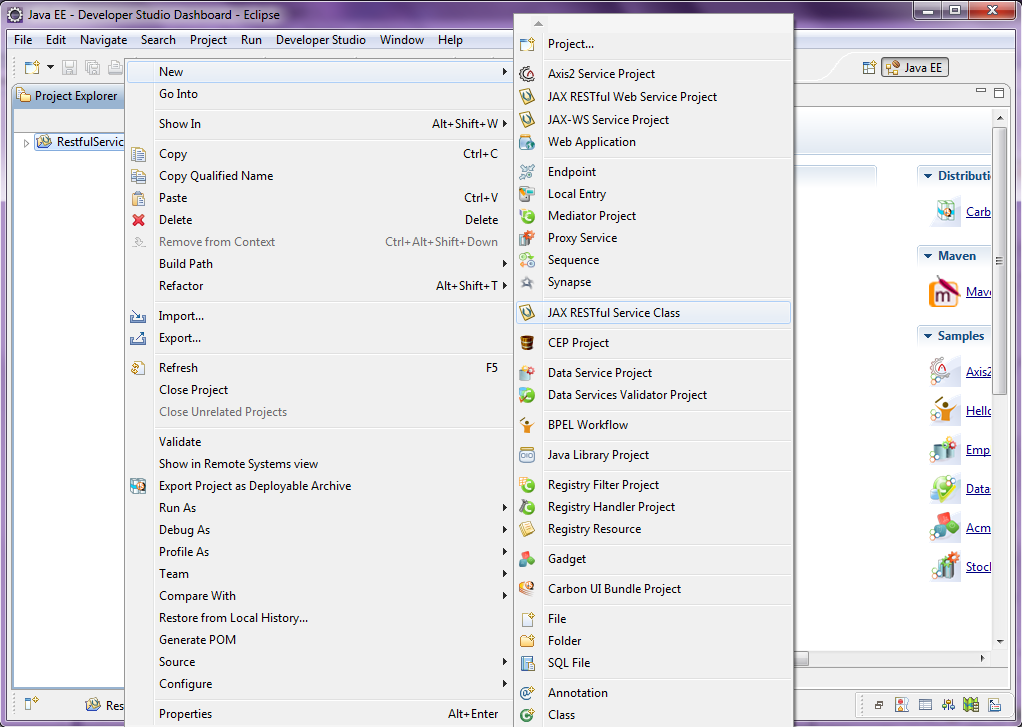 Java EE - Developer Studio Dashboard - Eclipse
File Edit Navigate Search Project Run Developer Studio Window Help
Java EE
Project Explorer
RestfulServic
New
Go Into
Show In Alt+Shift+W
Copy Ctrl+C
Copy Qualified Name
Paste Ctrl+V
Delete Delete
Remove from Context Ctrl+Alt+Shift+Down
Build Path
Refactor Alt+Shift+T
Import...
Export...
Refresh F5
Close Project
Close Unrelated Projects
Validate
Show in Remote Systems view
Export Project as Deployable Archive
Run As
Debug As
Profile As
Team
Compare With
Restore from Local History...
Generate POM
Source
Configure
Properties Alt+Enter
Project...
Axis2 Service Project
JAX RESTful Web Service Project
JAX-WS Service Project
Web Application
Endpoint
Local Entry
Mediator Project
Proxy Service
Sequence
Synapse
JAX RESTful Service Class
CEP Project
Data Service Project
Data Services Validator Project
BPEL Workflow
Java Library Project
Registry Filter Project
Registry Handler Project
Registry Resource
Gadget
Carbon UI Bundle Project
File
Folder
SQL File
Annotation
Class
Distributi
Carb
Maven
m
Mave
Samples
Axis2
Hello
Emp
Data
Acm
Stoc
Res